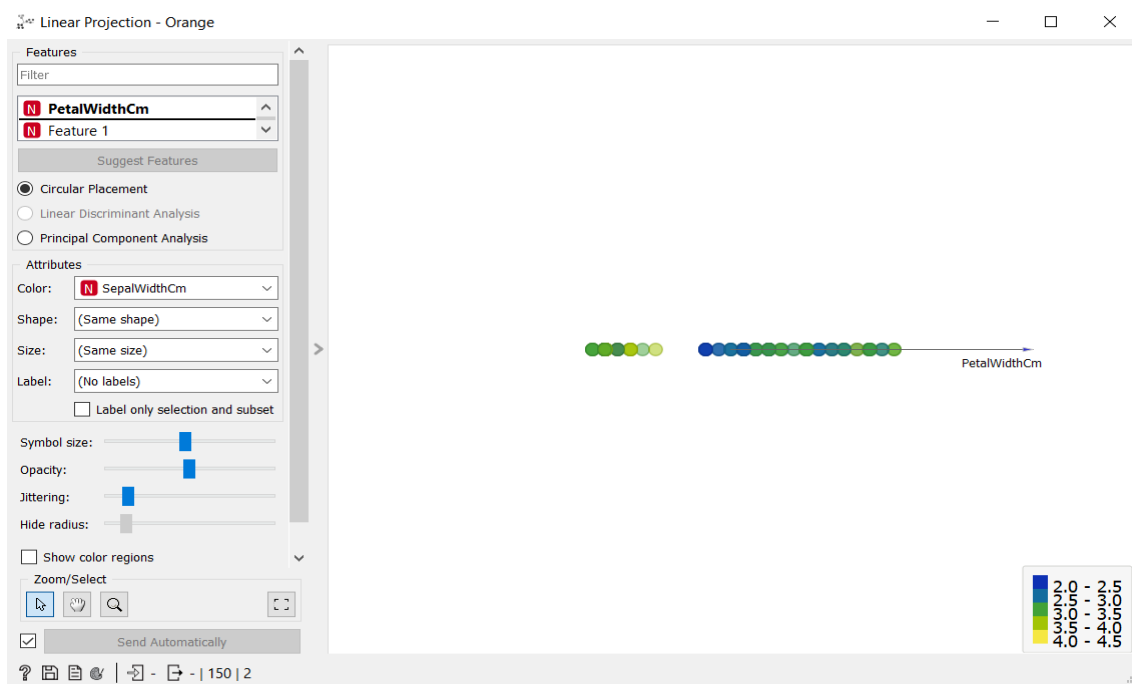 Linear Projection - Orange
Features
Filter
N PetalWidthCm
N Feature 1
Suggest Features
Circular Placement
Linear Discriminant Analysis
Principal Component Analysis
Attributes
Color: N SepalWidthCm
Shape: (Same shape)
Size: (Same size)
Label: (No labels)
Label only selection and subset
Symbol size:
Opacity:
Jittering:
Hide radius:
Show color regions
Zoom/Select
Send Automatically
? - - | 150 | 2
PetalWidthCm
2.0 - 2.5
2.5 - 3.0
3.0 - 3.5
3.5 - 4.0
4.0 - 4.5